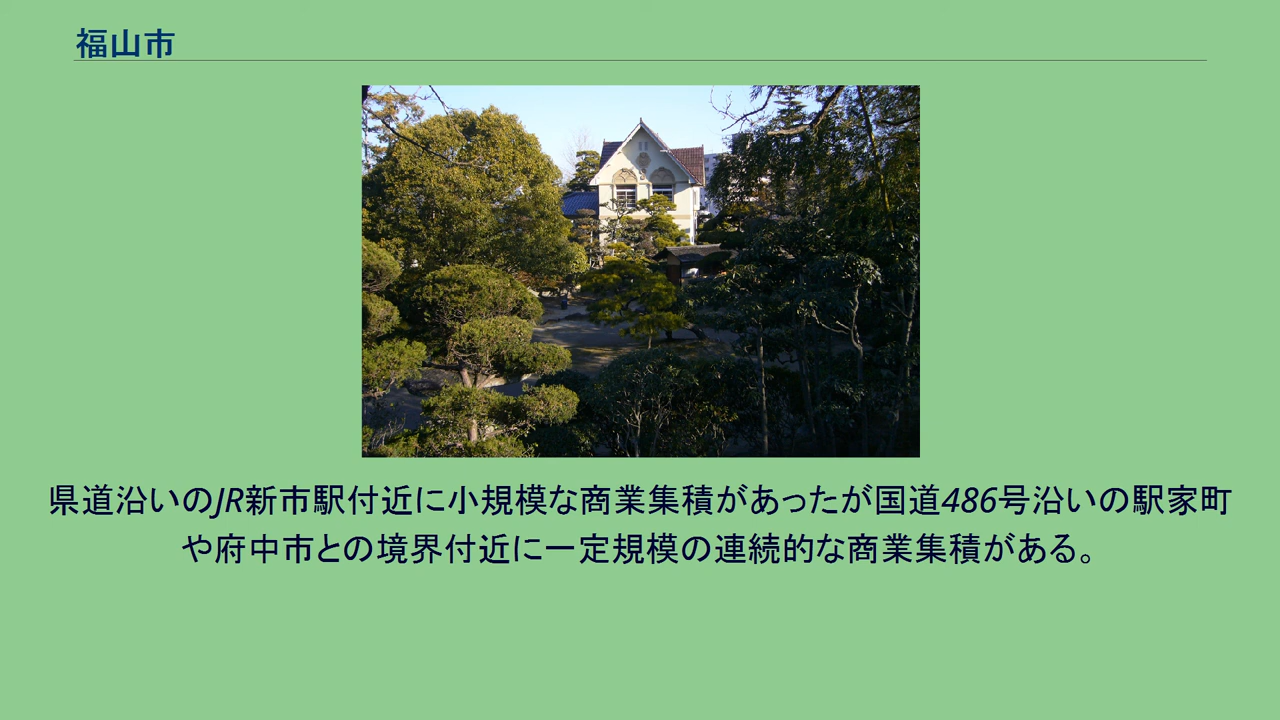 福山市
県道沿いのJR新市駅付近に小規模な商業集積があったが国道486号沿いの駅家町
や府中市との境界付近に一定規模の連続的な商業集積がある。